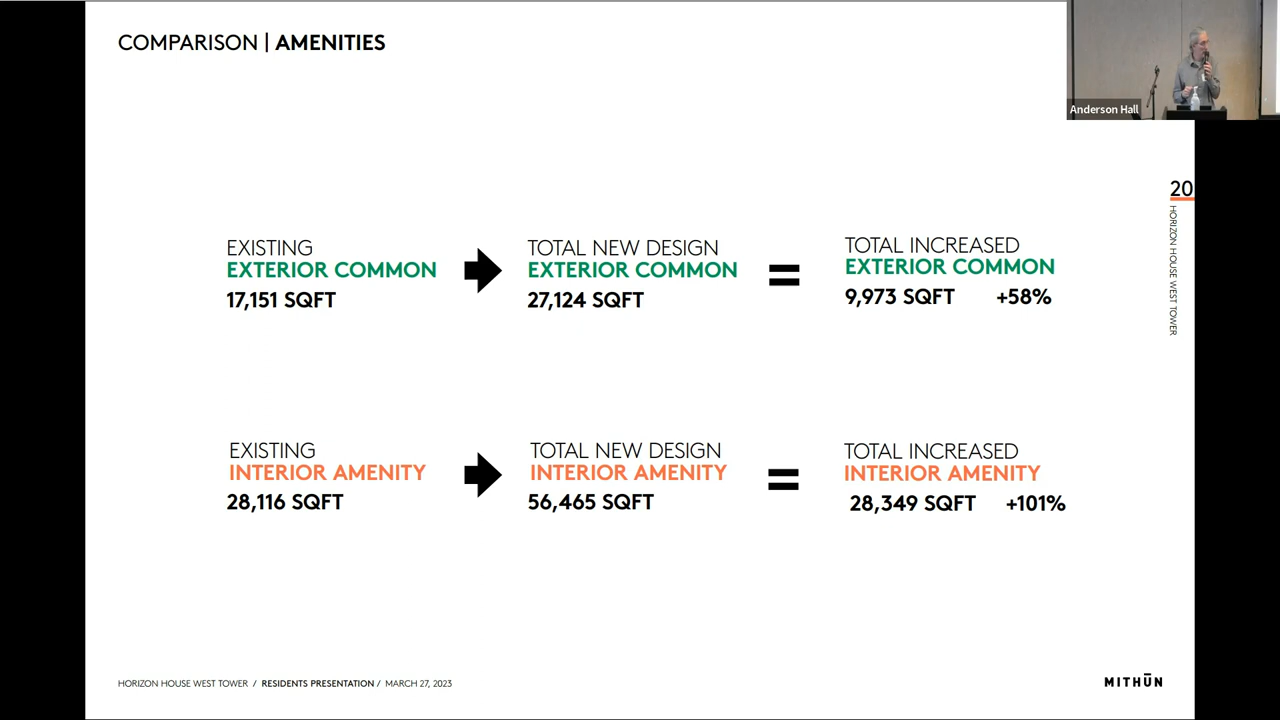 COMPARISON | AMENITIES
Anderson Hall
20
HORIZON HOUSE WEST TOWER
EXISTING
EXTERIOR COMMON
17,151 SQFT
TOTAL NEW DESIGN
EXTERIOR COMMON
27,124 SQFT
=
TOTAL INCREASED
EXTERIOR COMMON
9,973 SQFT +58%
EXISTING
INTERIOR AMENITY
28,116 SQFT
TOTAL NEW DESIGN
INTERIOR AMENITY
56,465 SQFT
=
TOTAL INCREASED
INTERIOR AMENITY
28,349 SQFT +101%
HORIZON HOUSE WEST TOWER / RESIDENTS PRESENTATION / MARCH 27, 2023
MITHŪN